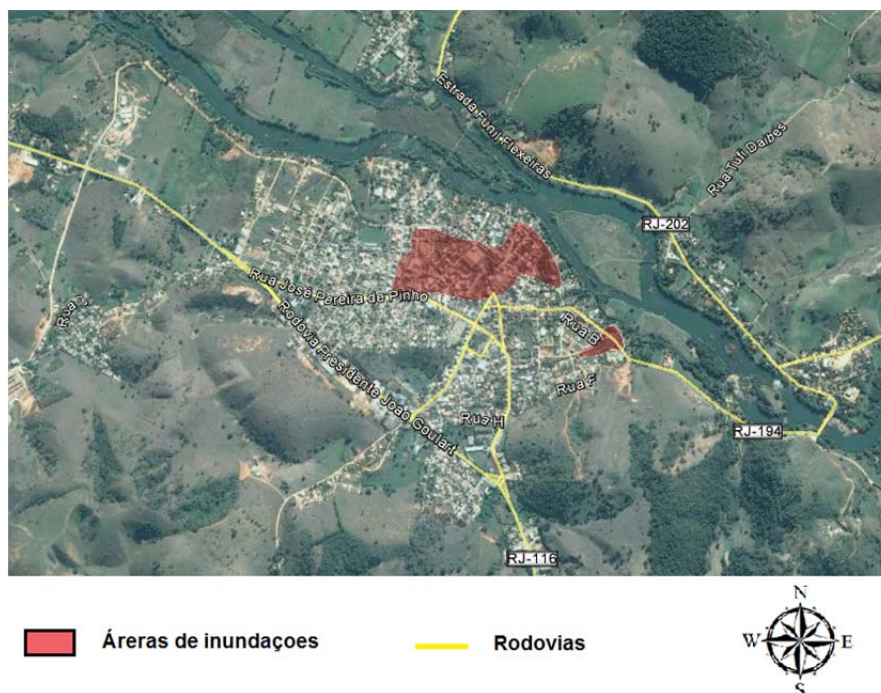 Estrada Funil Flexeiras
Rua Tufi Daibes
RJ-202
Rua J
Rua José Pereira de Pinho
Rodovia Presidente João Goulart
Rua B
Rua F
Rua H
RJ-194
RJ-116
Áreras de inundaçoes
Rodovias
N
W
E
S